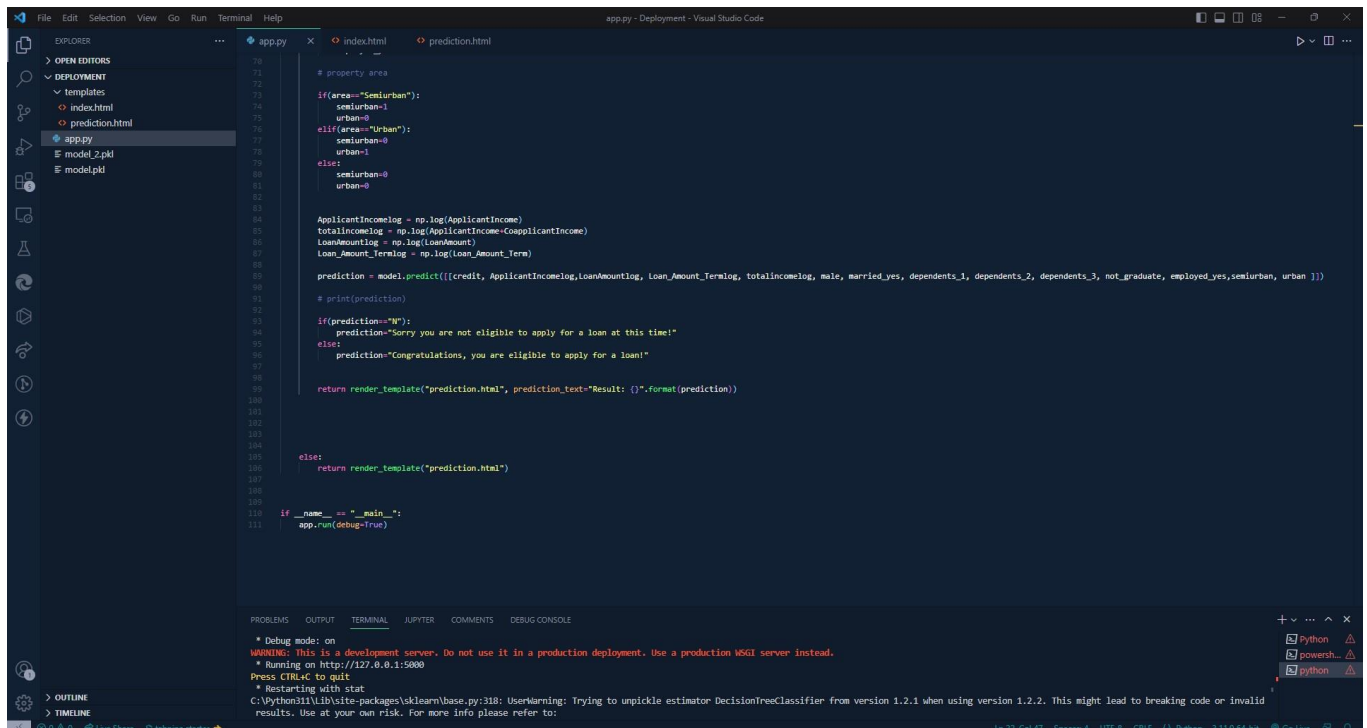 File Edit Selection View Go Run Terminal Help
app.py - Deployment - Visual Studio Code
EXPLORER
app.py
index.html
prediction.html
OPEN EDITORS
DEPLOYMENT
templates
index.html
prediction.html
app.py
model_2.pkl
model.pkl
70
71 # property area
72
73 if(area=="Semiurban"):
74 semiurban=1
75 urban=0
76 elif(area=="Urban"):
77 semiurban=0
78 urban=1
79 else:
80 semiurban=0
81 urban=0
82
83
84 ApplicantIncomelog = np.log(ApplicantIncome)
85 totalincomelog = np.log(ApplicantIncome+CoapplicantIncome)
86 LoanAmountlog = np.log(LoanAmount)
87 Loan_Amount_Termlog = np.log(Loan_Amount_Term)
88
89 prediction = model.predict([[credit, ApplicantIncomelog,LoanAmountlog, Loan_Amount_Termlog, totalincomelog, male, married_yes, dependents_1, dependents_2, dependents_3, not_graduate, employed_yes,semiurban, urban ]])
90
91 # print(prediction)
92
93 if(prediction=="N"):
94 prediction="Sorry you are not eligible to apply for a loan at this time!"
95 else:
96 prediction="Congratulations, you are eligible to apply for a loan!"
97
98
99 return render_template("prediction.html", prediction_text="Result: {}".format(prediction))
100
101
102
103
104
105 else:
106 return render_template("prediction.html")
107
108
109
110 if __name__ == "__main__":
111 app.run(debug=True)
PROBLEMS OUTPUT TERMINAL JUPYTER COMMENTS DEBUG CONSOLE
* Debug mode: on
WARNING: This is a development server. Do not use it in a production deployment. Use a production WSGI server instead.
* Running on http://127.0.0.1:5000
Press CTRL+C to quit
* Restarting with stat
C:\Python311\Lib\site-packages\sklearn\base.py:318: UserWarning: Trying to unpickle estimator DecisionTreeClassifier from version 1.2.1 when using version 1.2.2. This might lead to breaking code or invalid
results. Use at your own risk. For more info please refer to:
Python
powersh...
python
OUTLINE
TIMELINE